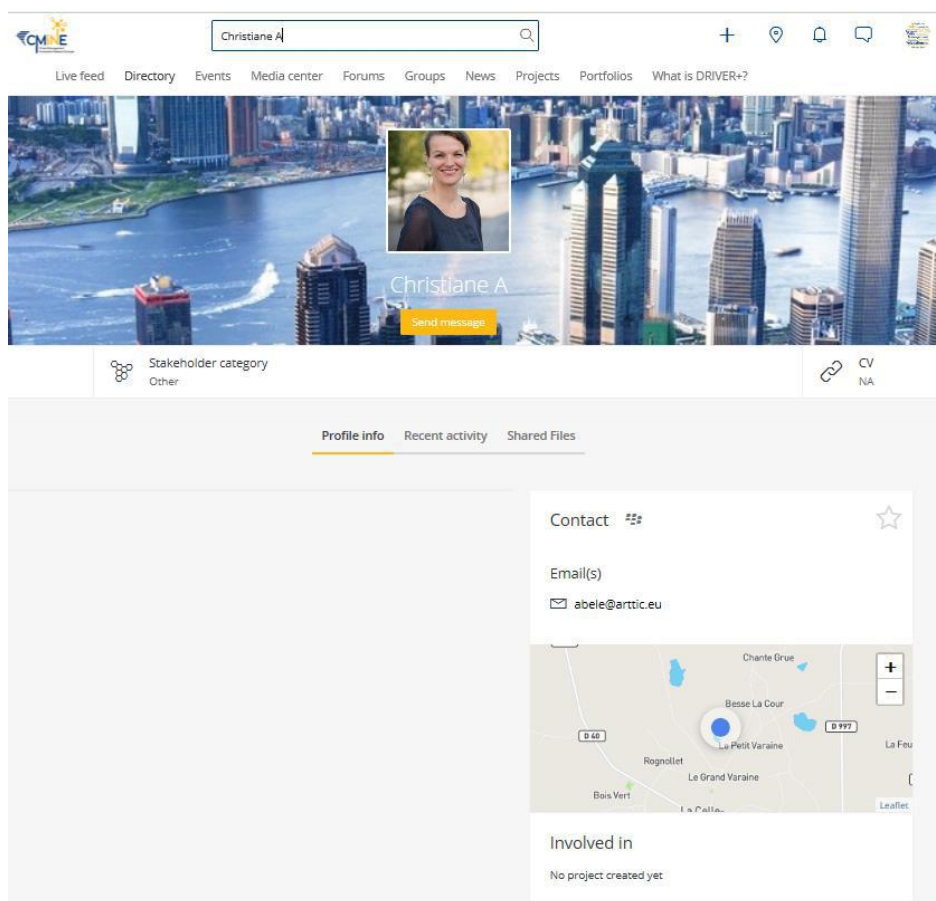 CMINE
Christiane A
Live feed Directory Events Media center Forums Groups News Projects Portfolios What is DRIVER+?
Christiane A
Send message
Stakeholder category
Other
CV
NA
Profile info Recent activity Shared Files
Contact
Email(s)
abele@arttic.eu
Chante Grue
+
−
Besse La Cour
D 40
D 997
Le Petit Varaine
La Feu
Rognollet
Le Grand Varaine
Bois Vert
La Celle-
Leaflet
Involved in
No project created yet